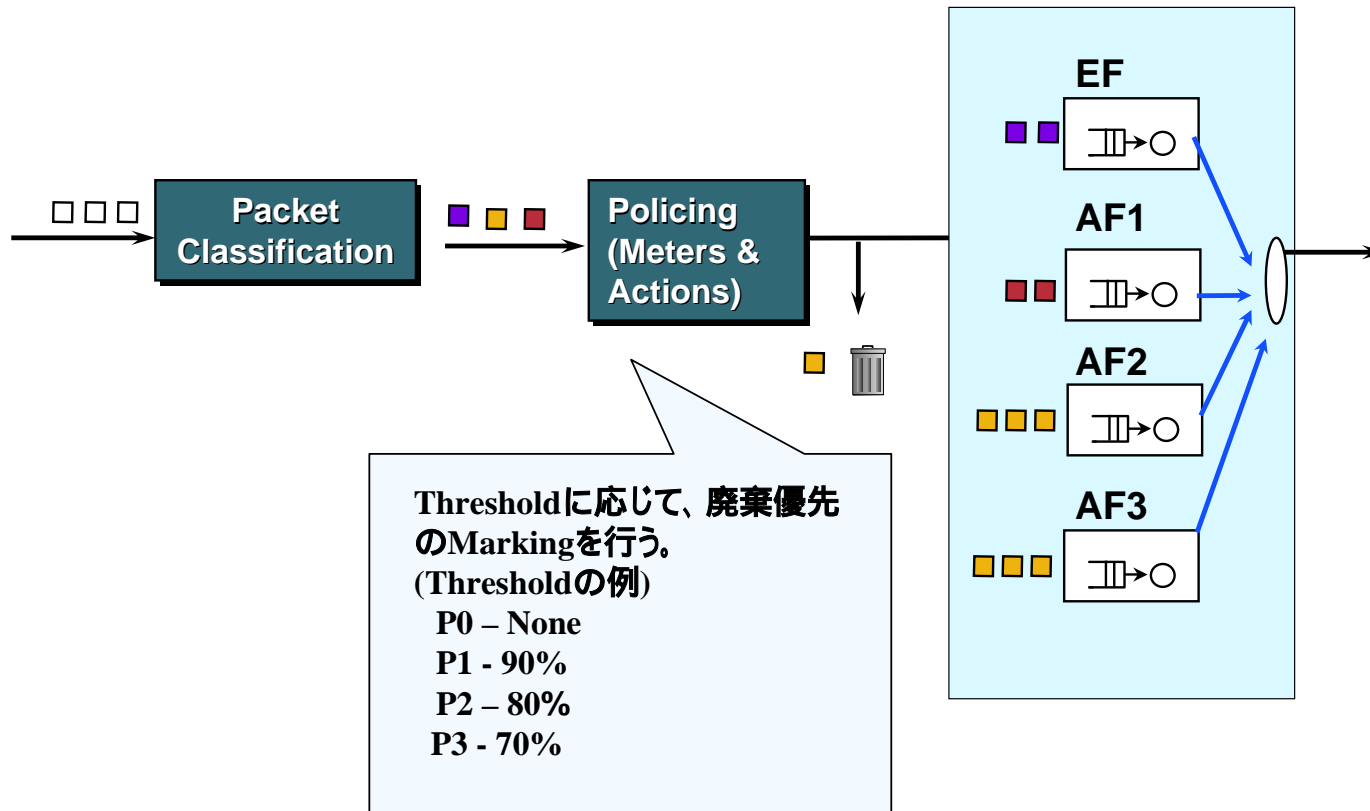 Packet
Classification
Policing
(Meters &
Actions)
EF
AF1
AF2
AF3
Thresholdに応じて、廃棄優先
のMarkingを行う。
(Thresholdの例)
P0 – None
P1 - 90%
P2 – 80%
P3 - 70%